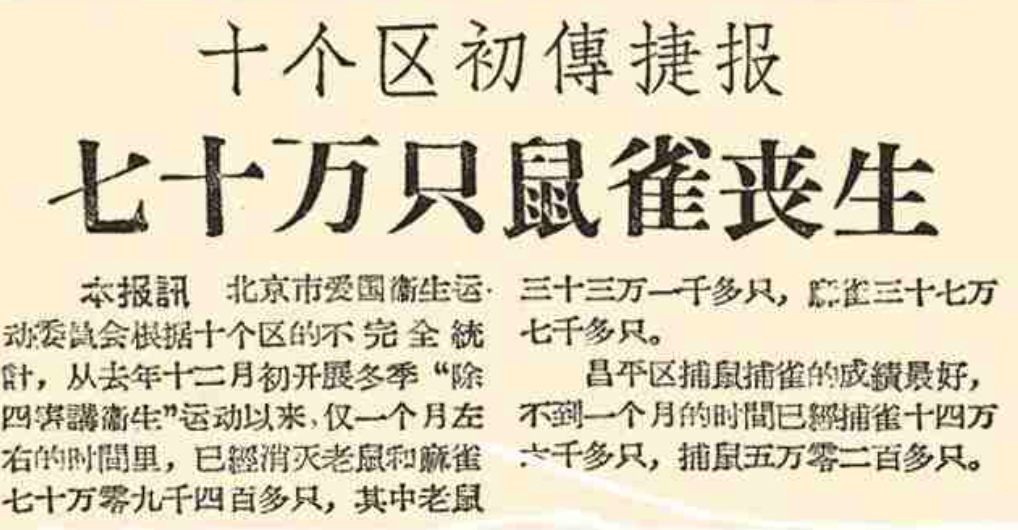 十个区初傳捷报
七十万只鼠雀丧生
本报訊　北京市爱国衞生运
动委員会根据十个区的不完全統
計，从去年十二月初开展冬季“除
四害講衞生”运动以来，仅一个月左
右的时間里，已經消灭老鼠和麻雀
七十万零九千四百多只，其中老鼠
三十三万一千多只，麻雀三十七万
七千多只。
昌平区捕鼠捕雀的成績最好，
不到一个月的时間已經捕雀十四万
六千多只，捕鼠五万零二百多只。